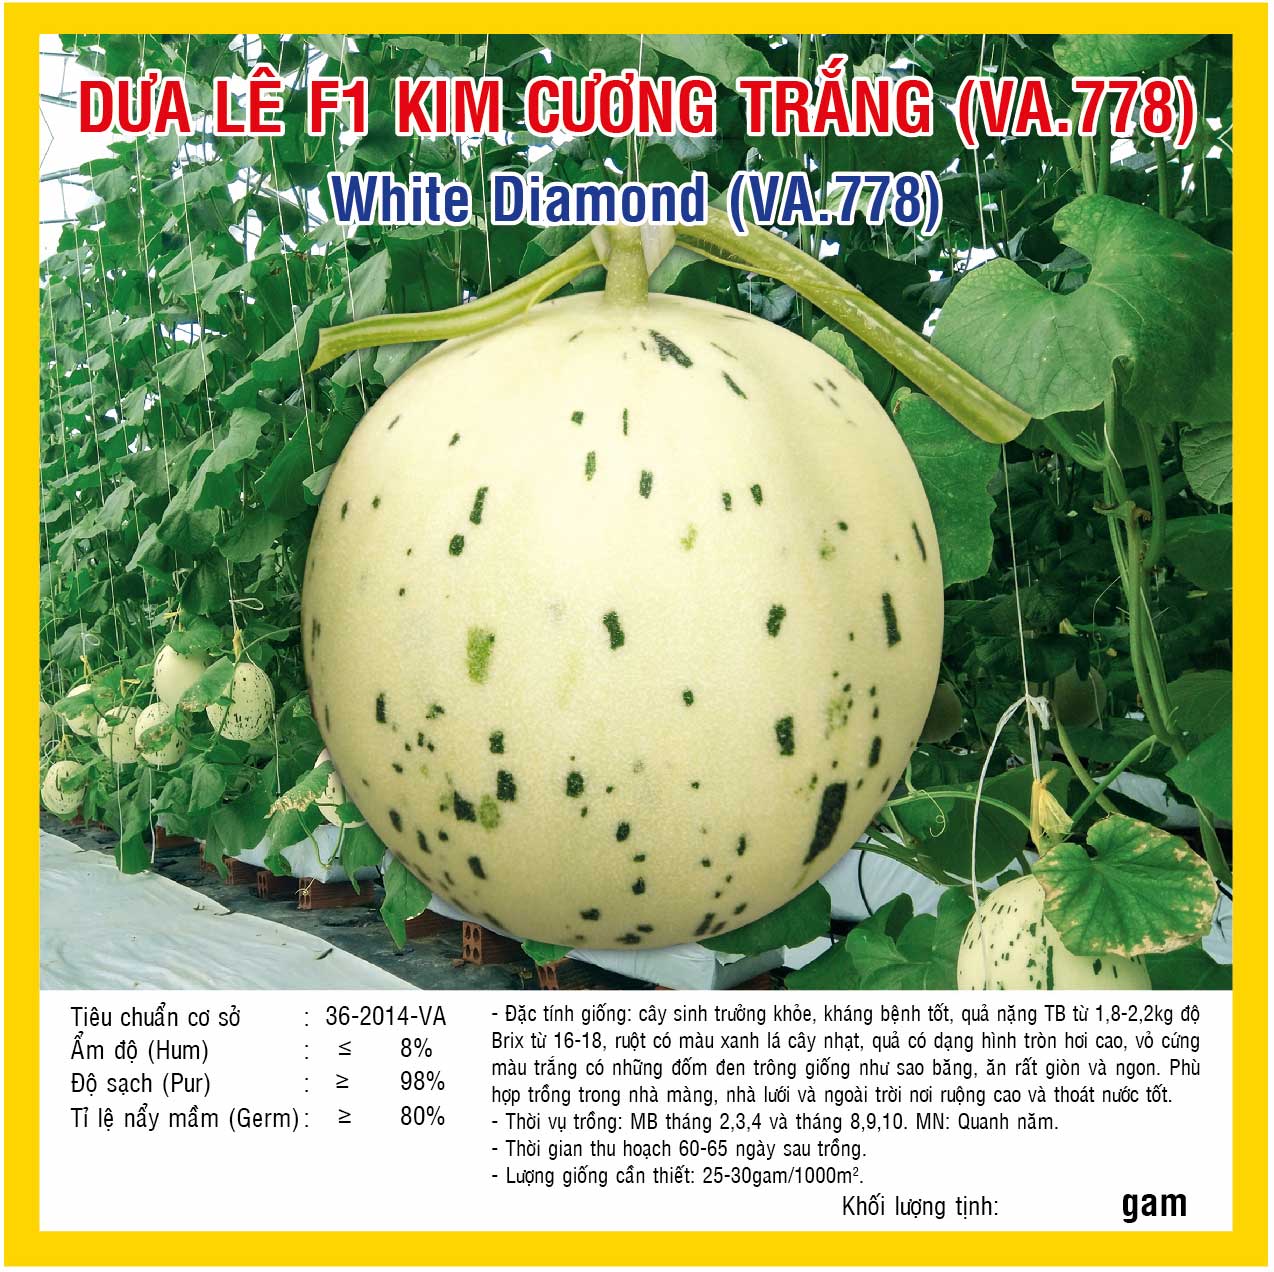 DƯA LÊ F1 KIM CƯƠNG TRẮNG (VA.778)
White Diamond (VA.778)
Tiêu chuẩn cơ sở : 36-2014-VA
Ẩm độ (Hum) : ≤ 8%
Độ sạch (Pur) : ≥ 98%
Tỉ lệ nẩy mầm (Germ) : ≥ 80%
- Đặc tính giống: cây sinh trưởng khỏe, kháng bệnh tốt, quả nặng TB từ 1,8-2,2kg độ
Brix từ 16-18, ruột có màu xanh lá cây nhạt, quả có dạng hình tròn hơi cao, vỏ cứng
màu trắng có những đốm đen trông giống như sao băng, ăn rất giòn và ngon. Phù
hợp trồng trong nhà màng, nhà lưới và ngoài trời nơi ruộng cao và thoát nước tốt.
- Thời vụ trồng: MB tháng 2,3,4 và tháng 8,9,10. MN: Quanh năm.
- Thời gian thu hoạch 60-65 ngày sau trồng.
- Lượng giống cần thiết: 25-30gam/1000m².
Khối lượng tịnh: gam